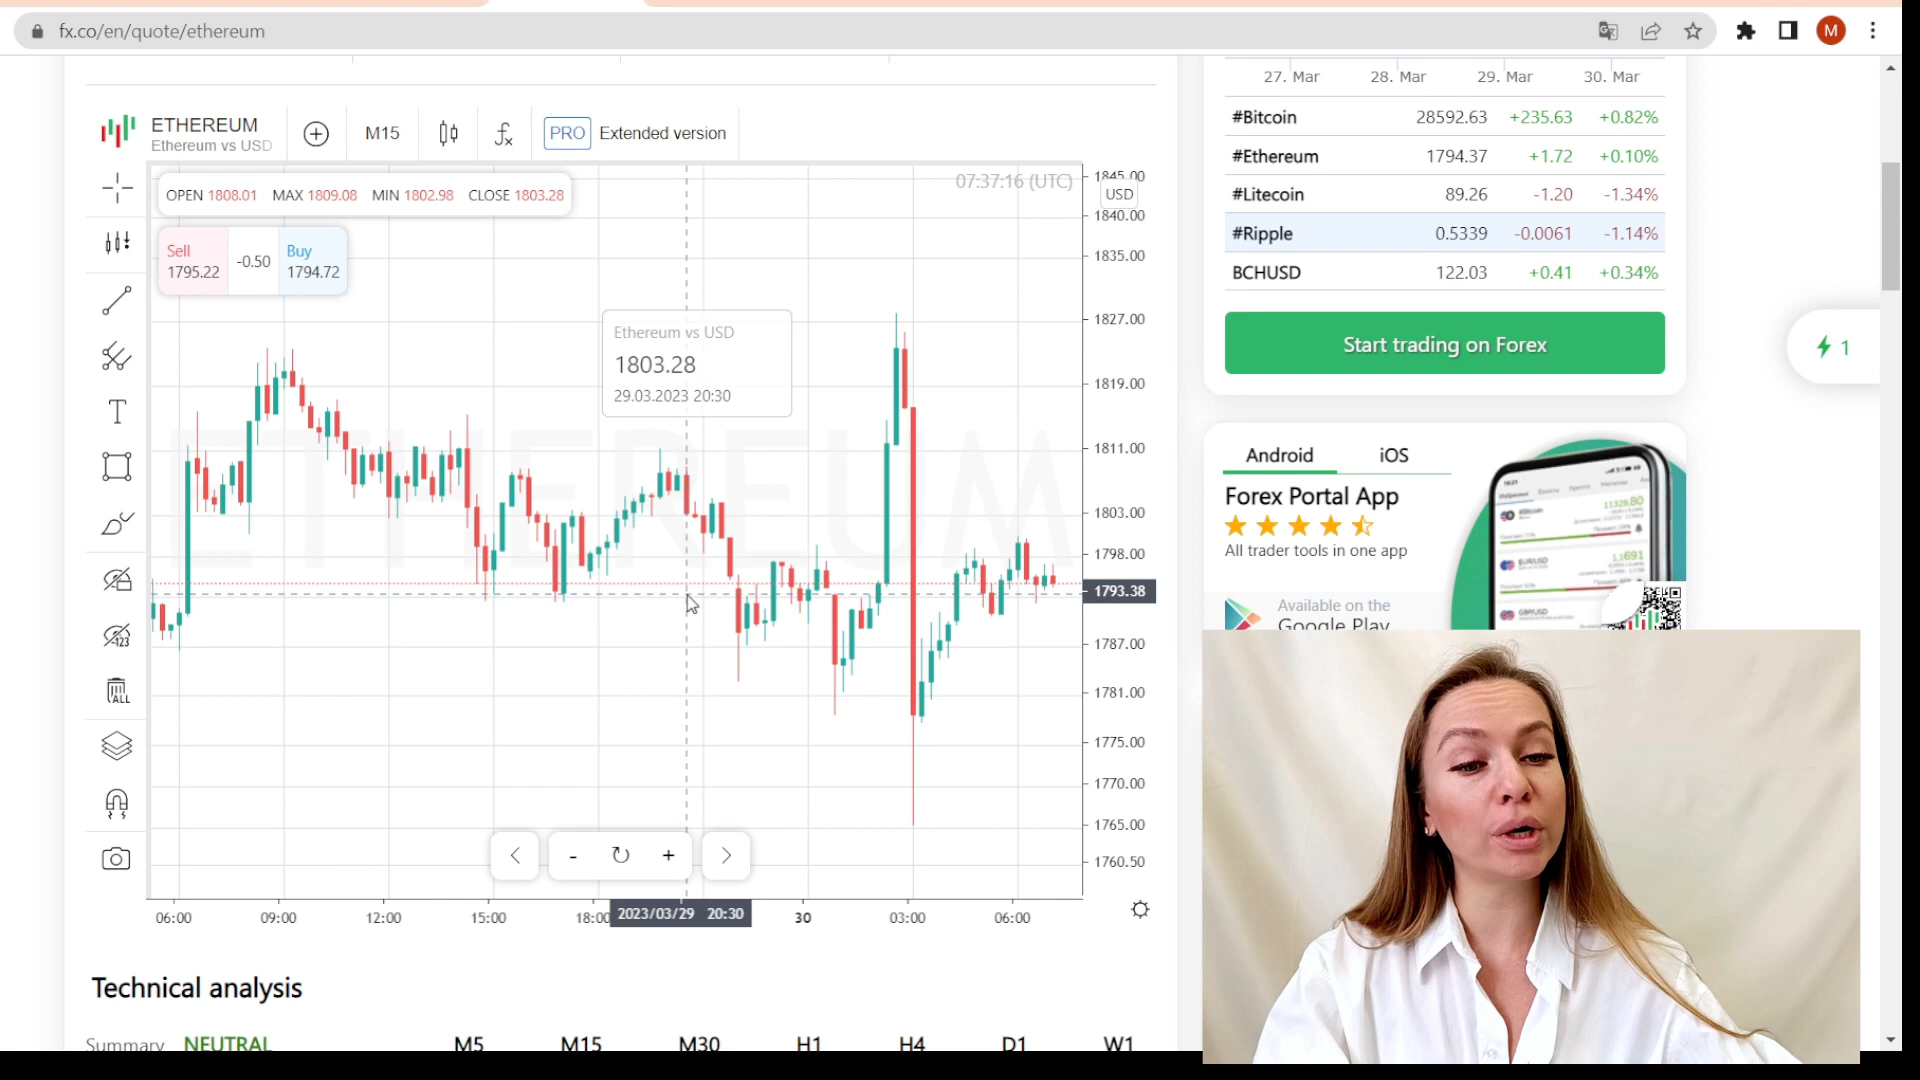 fx.co/en/quote/ethereum
M
ETHEREUM
Ethereum vs USD
M15
PRO Extended version
OPEN 1808.01 MAX 1809.08 MIN 1802.98 CLOSE 1803.28
07:37:16 (UTC)
USD
Sell
1795.22
-0.50
Buy
1794.72
Ethereum vs USD
1803.28
29.03.2023 20:30
ETHEREUM
1845.00
1840.00
1835.00
1827.00
1819.00
1811.00
1803.00
1798.00
1793.38
1787.00
1781.00
1775.00
1770.00
1765.00
1760.50
T
123
ALL
- +
06:00 09:00 12:00 15:00 18:00 2023/03/29 20:30 30 03:00 06:00
Technical analysis
Summary NEUTRAL M5 M15 M30 H1 H4 D1 W1
27. Mar 28. Mar 29. Mar 30. Mar
#Bitcoin 28592.63 +235.63 +0.82%
#Ethereum 1794.37 +1.72 +0.10%
#Litecoin 89.26 -1.20 -1.34%
#Ripple 0.5339 -0.0061 -1.14%
BCHUSD 122.03 +0.41 +0.34%
Start trading on Forex
1
Android iOS
Forex Portal App
All trader tools in one app
Available on the
Google Play